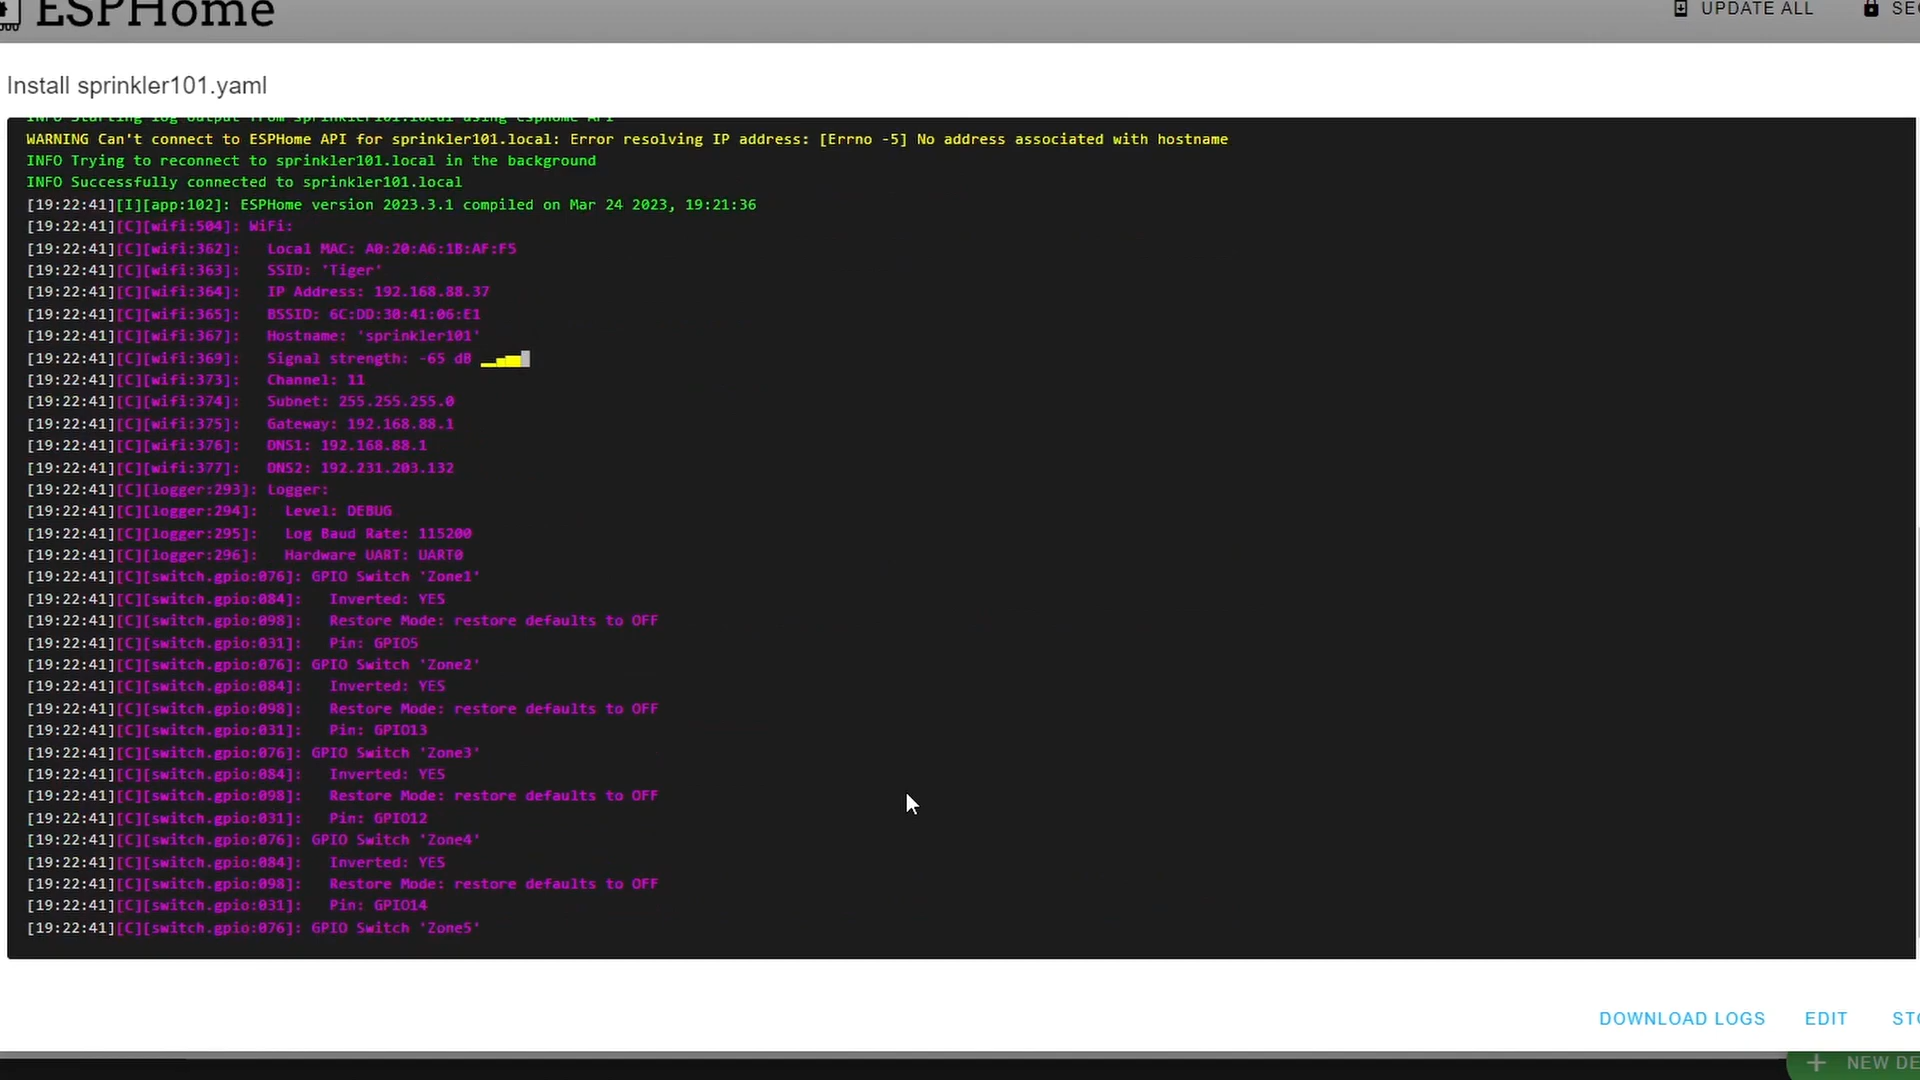 ESPHome
UPDATE ALL
Install sprinkler101.yaml
INFO Starting log output from sprinkler101.local using esphome API
WARNING Can't connect to ESPHome API for sprinkler101.local: Error resolving IP address: [Errno -5] No address associated with hostname
INFO Trying to reconnect to sprinkler101.local in the background
INFO Successfully connected to sprinkler101.local
[19:22:41][I][app:102]: ESPHome version 2023.3.1 compiled on Mar 24 2023, 19:21:36
[19:22:41][C][wifi:504]: WiFi:
[19:22:41][C][wifi:362]:   Local MAC: A0:20:A6:1B:AF:F5
[19:22:41][C][wifi:363]:   SSID: 'Tiger'
[19:22:41][C][wifi:364]:   IP Address: 192.168.88.37
[19:22:41][C][wifi:365]:   BSSID: 6C:DD:30:41:06:E1
[19:22:41][C][wifi:367]:   Hostname: 'sprinkler101'
[19:22:41][C][wifi:369]:   Signal strength: -65 dB
[19:22:41][C][wifi:373]:   Channel: 11
[19:22:41][C][wifi:374]:   Subnet: 255.255.255.0
[19:22:41][C][wifi:375]:   Gateway: 192.168.88.1
[19:22:41][C][wifi:376]:   DNS1: 192.168.88.1
[19:22:41][C][wifi:377]:   DNS2: 192.231.203.132
[19:22:41][C][logger:293]: Logger:
[19:22:41][C][logger:294]:   Level: DEBUG
[19:22:41][C][logger:295]:   Log Baud Rate: 115200
[19:22:41][C][logger:296]:   Hardware UART: UART0
[19:22:41][C][switch.gpio:076]: GPIO Switch 'Zone1'
[19:22:41][C][switch.gpio:084]:   Inverted: YES
[19:22:41][C][switch.gpio:098]:   Restore Mode: restore defaults to OFF
[19:22:41][C][switch.gpio:031]:   Pin: GPIO5
[19:22:41][C][switch.gpio:076]: GPIO Switch 'Zone2'
[19:22:41][C][switch.gpio:084]:   Inverted: YES
[19:22:41][C][switch.gpio:098]:   Restore Mode: restore defaults to OFF
[19:22:41][C][switch.gpio:031]:   Pin: GPIO13
[19:22:41][C][switch.gpio:076]: GPIO Switch 'Zone3'
[19:22:41][C][switch.gpio:084]:   Inverted: YES
[19:22:41][C][switch.gpio:098]:   Restore Mode: restore defaults to OFF
[19:22:41][C][switch.gpio:031]:   Pin: GPIO12
[19:22:41][C][switch.gpio:076]: GPIO Switch 'Zone4'
[19:22:41][C][switch.gpio:084]:   Inverted: YES
[19:22:41][C][switch.gpio:098]:   Restore Mode: restore defaults to OFF
[19:22:41][C][switch.gpio:031]:   Pin: GPIO14
[19:22:41][C][switch.gpio:076]: GPIO Switch 'Zone5'
DOWNLOAD LOGS
EDIT
NEW